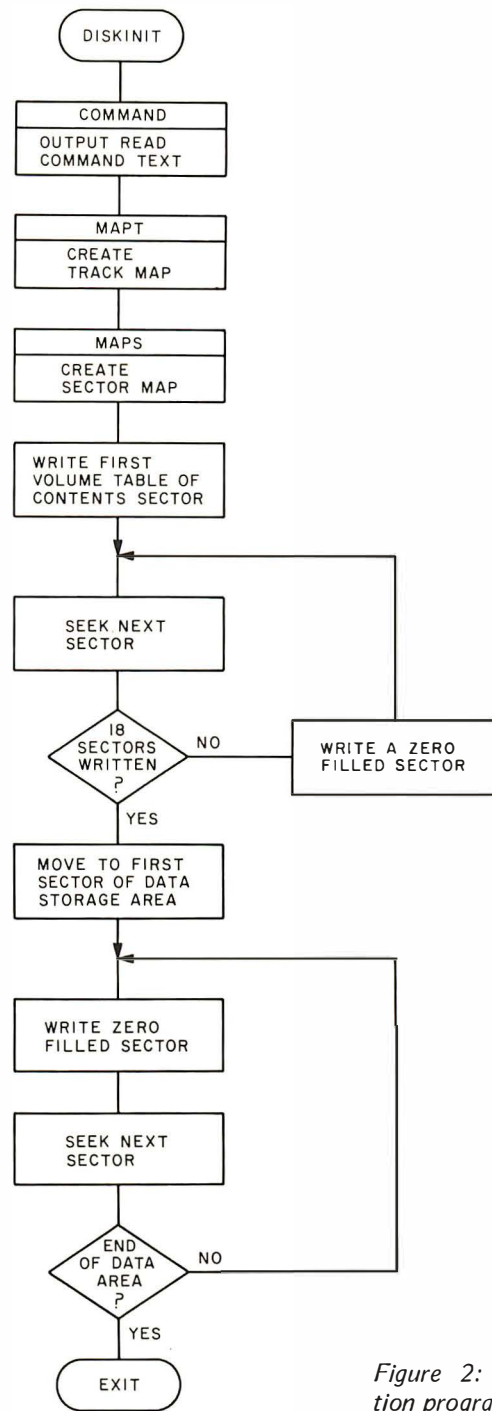 DISKINIT
COMMAND
OUTPUT READ
COMMAND TEXT
MAPT
CREATE
TRACK MAP
MAPS
CREATE
SECTOR MAP
WRITE FIRST
VOLUME TABLE OF
CONTENTS SECTOR
SEEK NEXT
SECTOR
18
SECTORS
WRITTEN
?
NO
WRITE A ZERO
FILLED SECTOR
YES
MOVE TO FIRST
SECTOR OF DATA
STORAGE AREA
WRITE ZERO
FILLED SECTOR
SEEK NEXT
SECTOR
END
OF DATA
AREA
?
NO
YES
EXIT
Figure 2:
tion progra